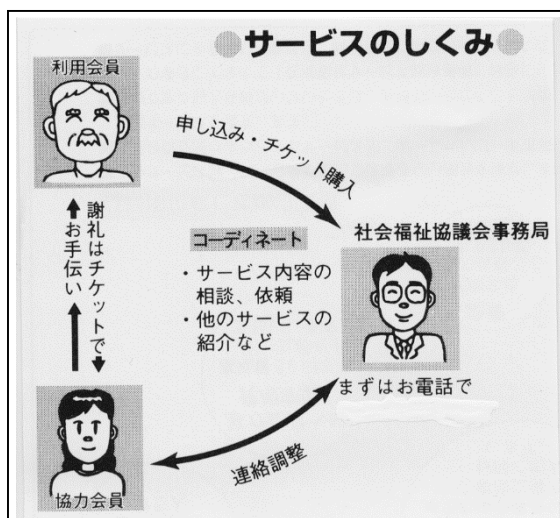 サービスのしくみ
利用会員
申し込み・チケット購入
謝礼はチケットで
お手伝い
コーディネート
・サービス内容の
相談、依頼
・他のサービスの
紹介など
社会福祉協議会事務局
まずはお電話で
連絡調整
協力会員